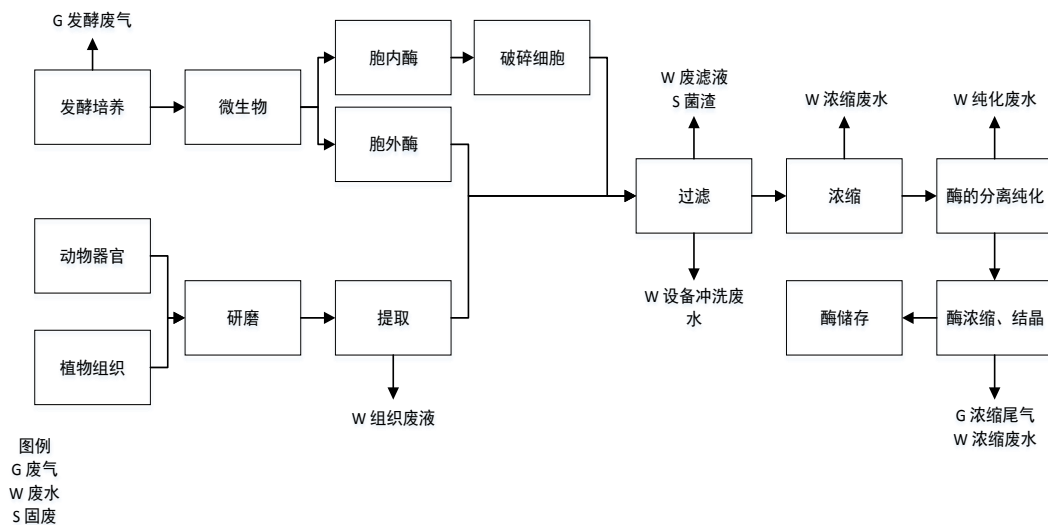 G 发酵废气
发酵培养
微生物
胞内酶
破碎细胞
胞外酶
W 废滤液
S 菌渣
W 浓缩废水
W 纯化废水
过滤
浓缩
酶的分离纯化
动物器官
植物组织
研磨
提取
W 设备冲洗废
水
酶储存
酶浓缩、结晶
W 组织废液
G 浓缩尾气
W 浓缩废水
图例
G 废气
W 废水
S 固废